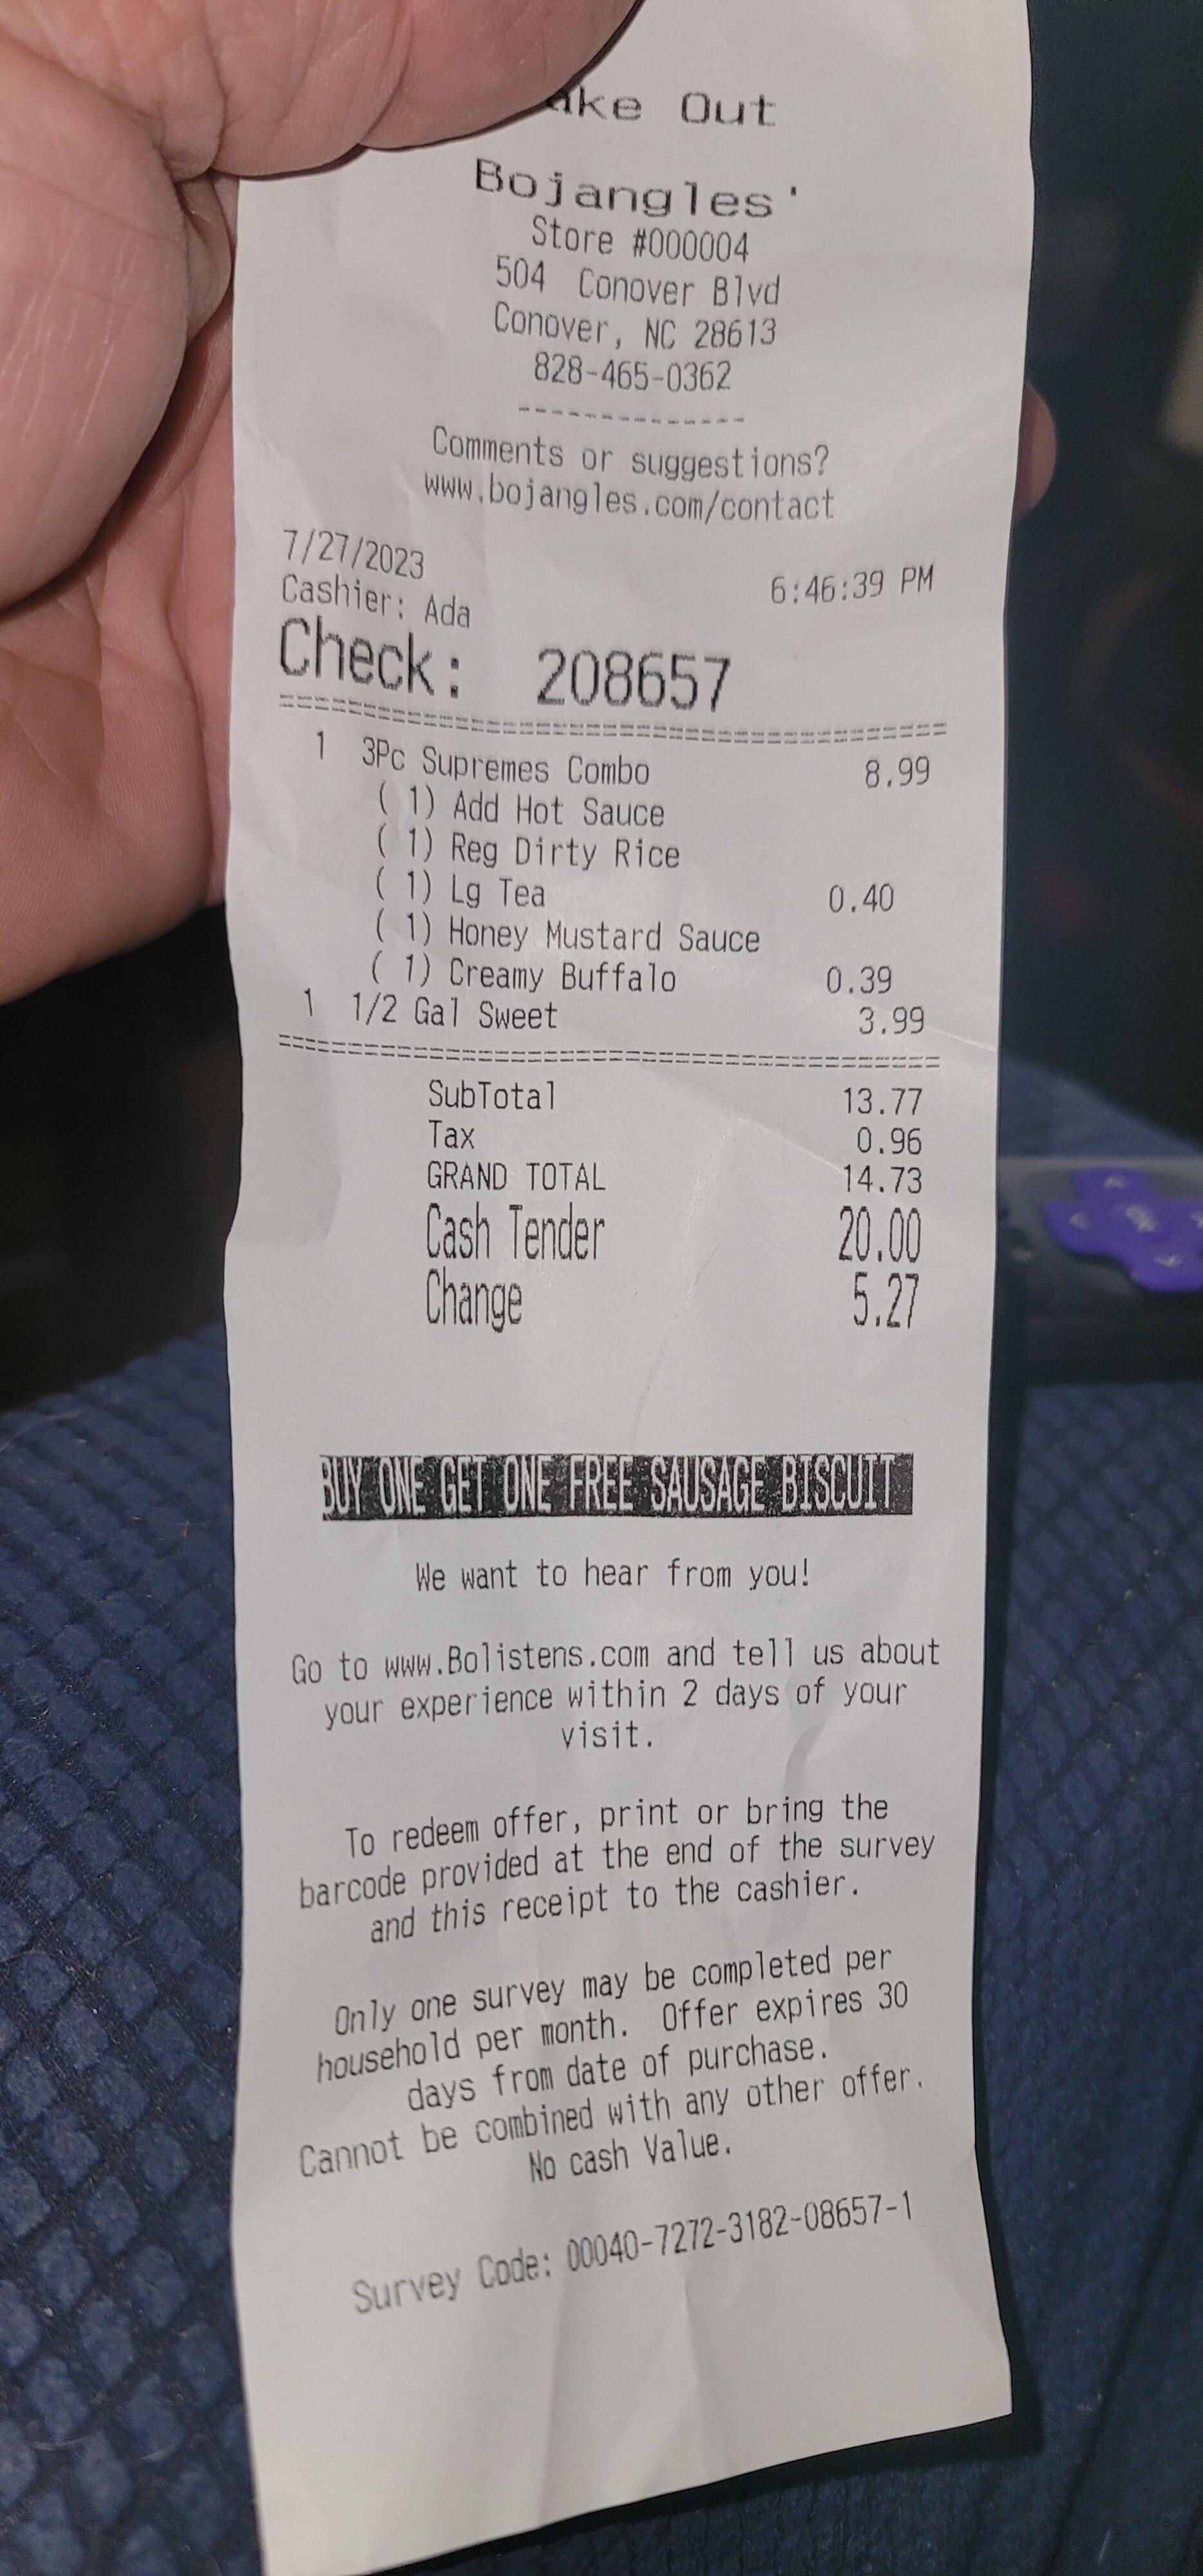 ake Out
Bojangles'
Store #000004
504 Conover Blvd
Conover, NC 28613
828-465-0362
------------
Comments or suggestions?
www.bojangles.com/contact
7/27/2023 6:46:39 PM
Cashier: Ada
Check: 208657
1 3Pc Supremes Combo 8.99
( 1) Add Hot Sauce
( 1) Reg Dirty Rice
( 1) Lg Tea 0.40
( 1) Honey Mustard Sauce
( 1) Creamy Buffalo 0.39
1 1/2 Gal Sweet 3.99
SubTotal 13.77
Tax 0.96
GRAND TOTAL 14.73
Cash Tender 20.00
Change 5.27
BUY ONE GET ONE FREE SAUSAGE BISCUIT
We want to hear from you!
Go to www.Bolistens.com and tell us about
your experience within 2 days of your
visit.
To redeem offer, print or bring the
barcode provided at the end of the survey
and this receipt to the cashier.
Only one survey may be completed per
household per month. Offer expires 30
days from date of purchase.
Cannot be combined with any other offer.
No cash Value.
Survey Code: 00040-7272-3182-08657-1
OK